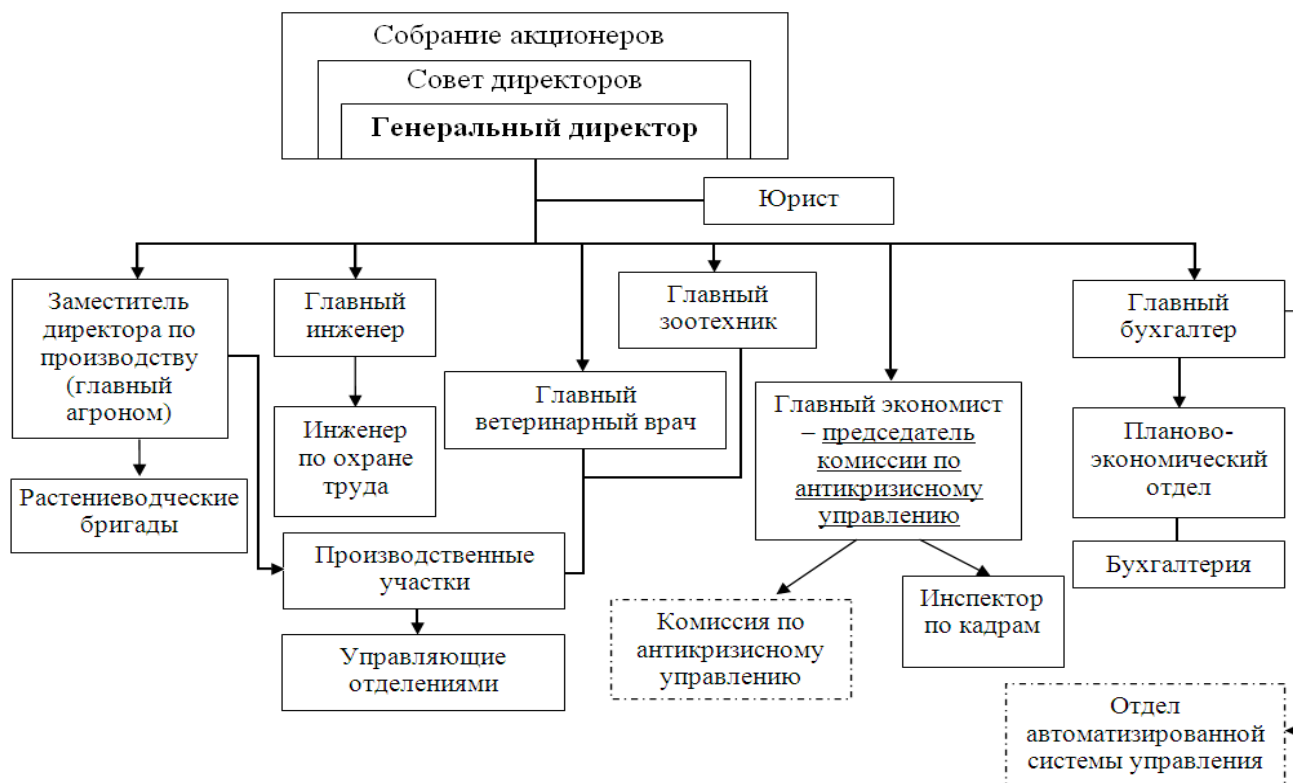 Собрание акционеров
Совет директоров
Генеральный директор
Юрист
Заместитель
директора по
производству
(главный
агроном)
Главный
инженер
Главный
зоотехник
Главный
бухгалтер
Главный
ветеринарный врач
Главный экономист
– председатель
комиссии по
антикризисному
управлению
Инженер
по охране
труда
Планово-
экономический
отдел
Растениеводческие
бригады
Производственные
участки
Бухгалтерия
Комиссия по
антикризисному
управлению
Инспектор
по кадрам
Управляющие
отделениями
Отдел
автоматизированной
системы управления